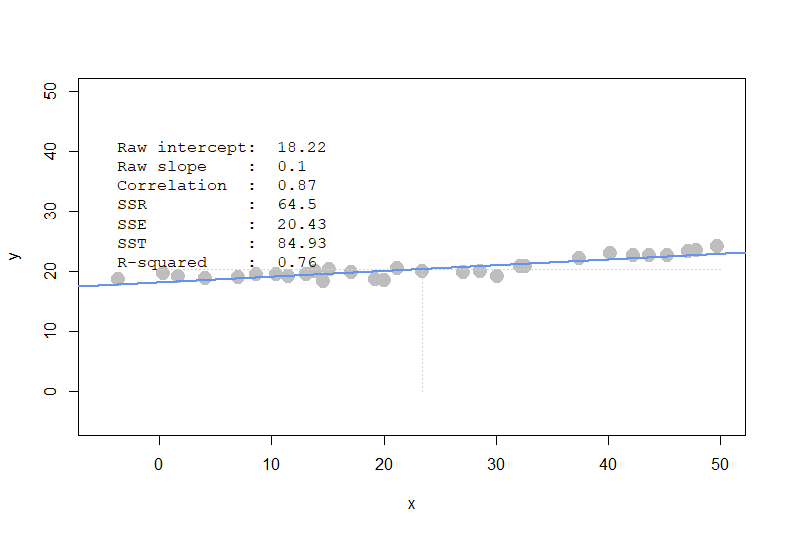 50
40
30
20
10
0
y
Raw intercept: 18.22
Raw slope : 0.1
Correlation : 0.87
SSR : 64.5
SSE : 20.43
SST : 84.93
R-squared : 0.76
0 10 20 30 40 50
x